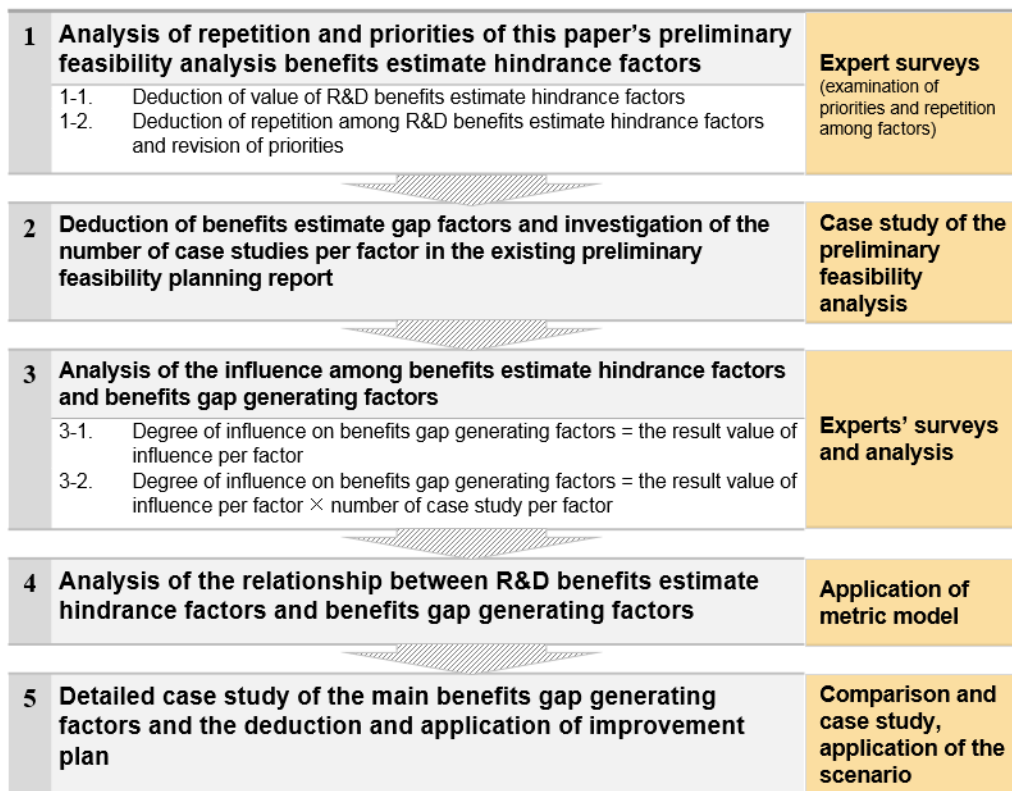 1
Analysis of repetition and priorities of this paper's preliminary
feasibility analysis benefits estimate hindrance factors
1-1. Deduction of value of R&D benefits estimate hindrance factors
1-2. Deduction of repetition among R&D benefits estimate hindrance factors
and revision of priorities
Expert surveys
(examination of
priorities and repetition
among factors)
2
Deduction of benefits estimate gap factors and investigation of the
number of case studies per factor in the existing preliminary
feasibility planning report
Case study of the
preliminary
feasibility
analysis
3
Analysis of the influence among benefits estimate hindrance factors
and benefits gap generating factors
3-1. Degree of influence on benefits gap generating factors = the result value of
influence per factor
3-2. Degree of influence on benefits gap generating factors = the result value of
influence per factor × number of case study per factor
Experts' surveys
and analysis
4
Analysis of the relationship between R&D benefits estimate
hindrance factors and benefits gap generating factors
Application of
metric model
5
Detailed case study of the main benefits gap generating
factors and the deduction and application of improvement
plan
Comparison and
case study,
application of the
scenario